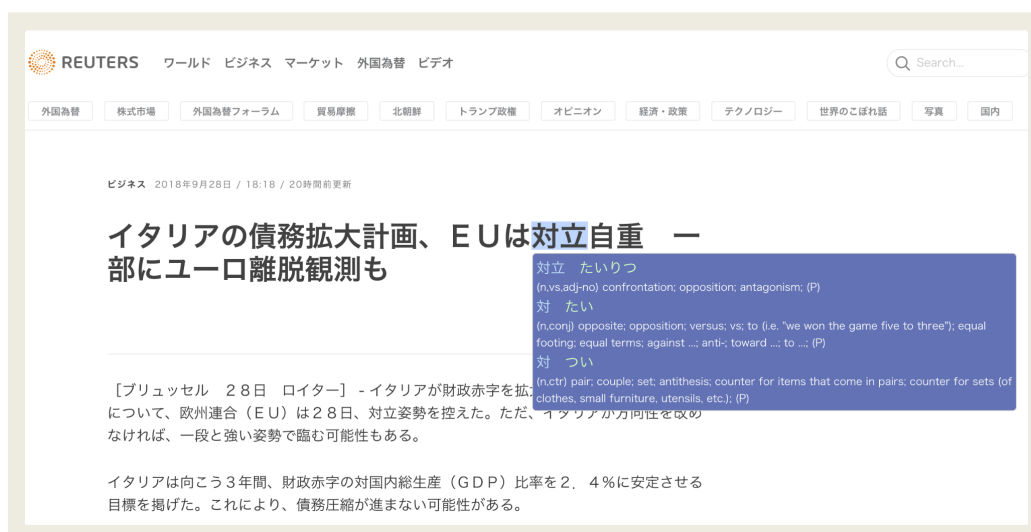 REUTERS ワールド ビジネス マーケット 外国為替 ビデオ Search...
外国為替 株式市場 外国為替フォーラム 貿易摩擦 北朝鮮 トランプ政権 オピニオン 経済・政策 テクノロジー 世界のこぼれ話 写真 国内
ビジネス 2018年9月28日 / 18:18 / 20時間前更新
イタリアの債務拡大計画、ＥＵは対立自重　一
部にユーロ離脱観測も
対立　たいりつ
(n,vs,adj-no) confrontation; opposition; antagonism; (P)
対　たい
(n,conj) opposite; opposition; versus; vs; to (i.e. "we won the game five to three"); equal
footing; equal terms; against ...; anti-; toward ...; to ...; (P)
対　つい
(n,ctr) pair; couple; set; antithesis; counter for items that come in pairs; counter for sets (of
clothes, small furniture, utensils, etc.); (P)
［ブリュッセル　２８日　ロイター］ - イタリアが財政赤字を拡
について、欧州連合（ＥＵ）は２８日、対立姿勢を控えた。ただ、イタリアが方向性を改め
なければ、一段と強い姿勢で臨む可能性もある。
イタリアは向こう３年間、財政赤字の対国内総生産（ＧＤＰ）比率を２．４％に安定させる
目標を掲げた。これにより、債務圧縮が進まない可能性がある。